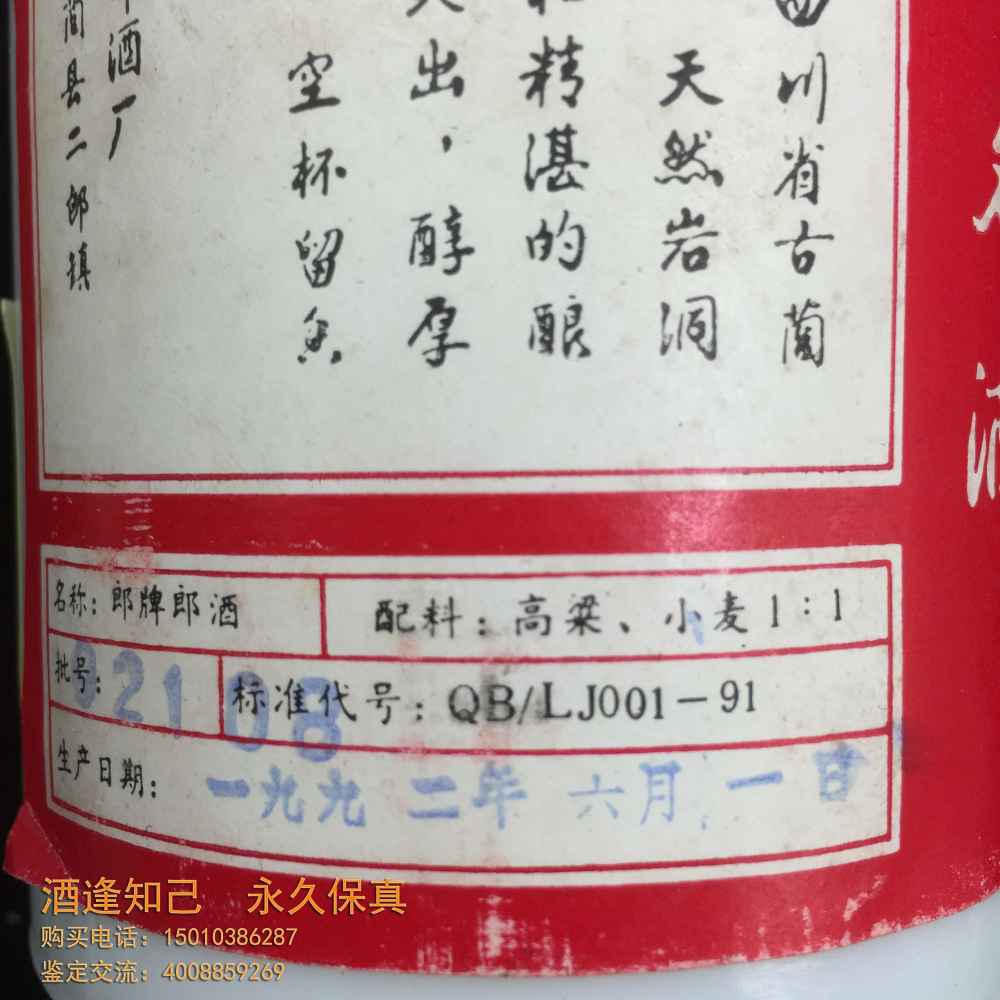 川省古蔺
天然岩洞
精湛的酿
出，醇厚
空杯留香
酒厂
蔺县二郎镇
名称：郎牌郎酒
配料：高粱、小麦1：1
批号：92108
标准代号：QB/LJ001－91
生产日期：一九九二年六月一日
酒逢知己 永久保真
购买电话：15010386287
鉴定交流：4008859269